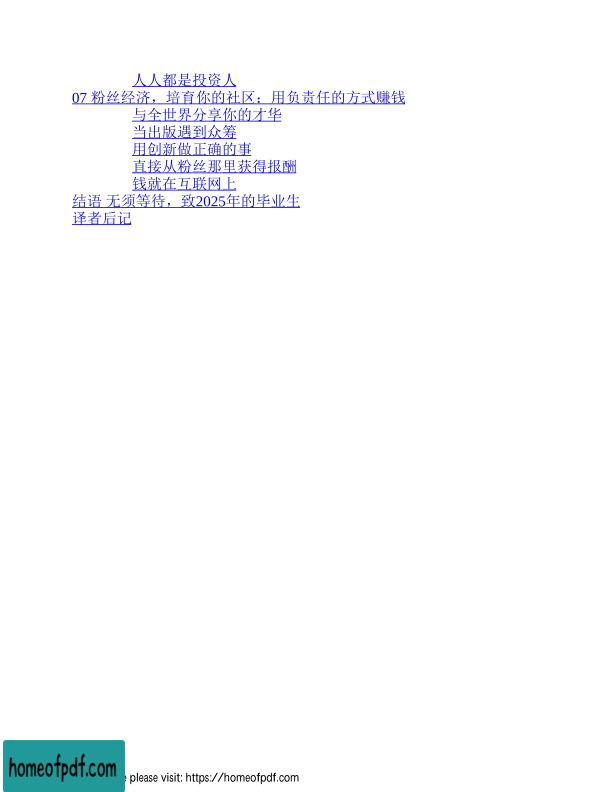 人人都是投资人
07 粉丝经济，培育你的社区：用负责任的方式赚钱
与全世界分享你的才华
当出版遇到众筹
用创新做正确的事
直接从粉丝那里获得报酬
钱就在互联网上
结语 无须等待，致2025年的毕业生
译者后记
homeofpdf.com
please visit: https://homeofpdf.com